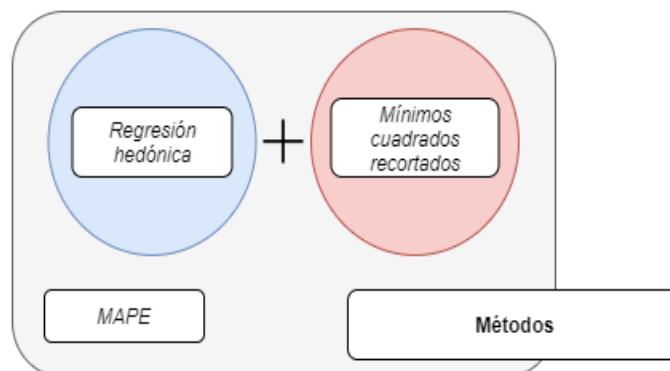 Regresión
hedónica
Mínimos
cuadrados
recortados
MAPE
Métodos